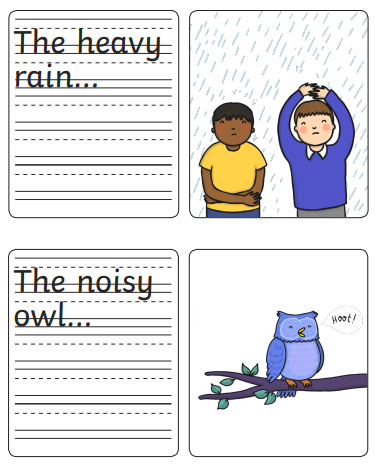 The heavy
rain...
The noisy
owl...
Hoot!